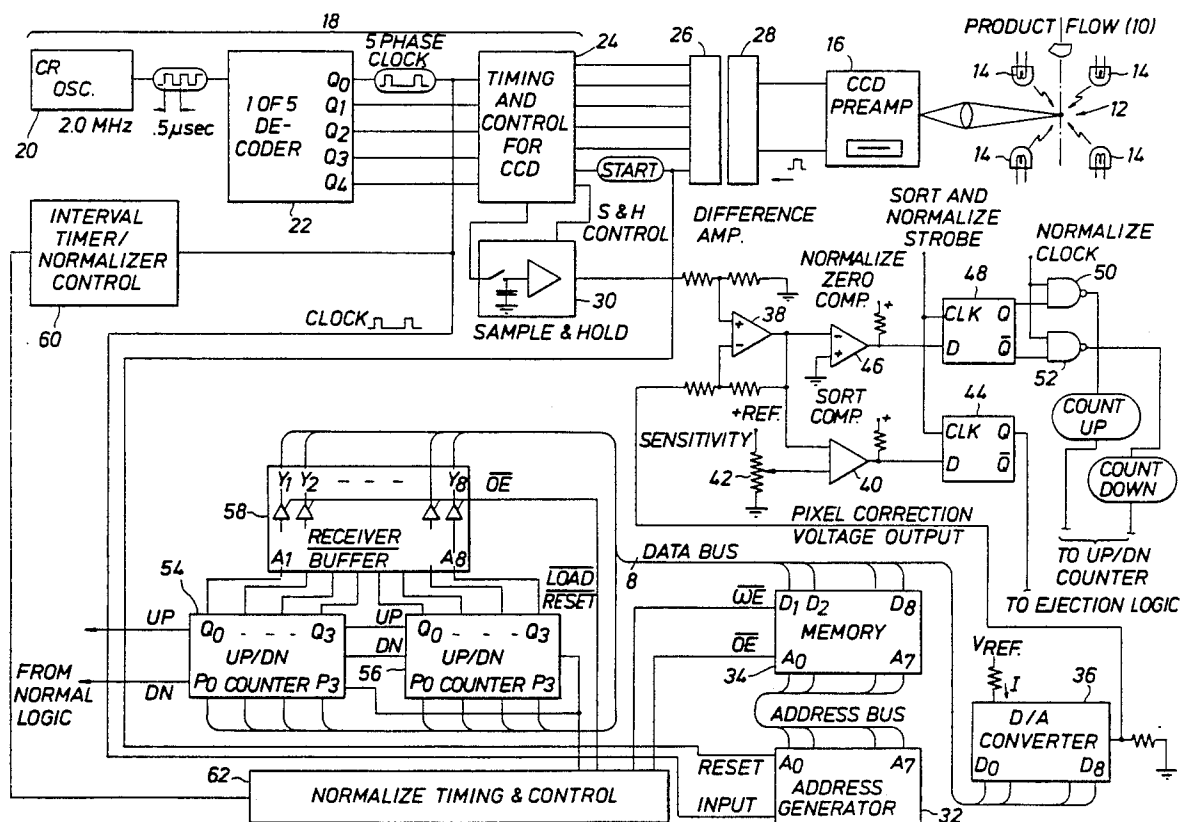 18
PRODUCT FLOW (10)
CR OSC.
20
2.0 MHz
.5μsec
1 OF 5 DE-CODER
22
Q0
Q1
Q2
Q3
Q4
5 PHASE CLOCK
24
TIMING AND CONTROL FOR CCD
START
26
28
16
CCD PREAMP
14
14
12
14
14
INTERVAL TIMER/ NORMALIZER CONTROL
60
S & H CONTROL
30
SAMPLE & HOLD
CLOCK
DIFFERENCE AMP.
38
+
-
NORMALIZE ZERO COMP.
+
-
+
46
SORT AND NORMALIZE STROBE
48
CLK Q
D Q̅
NORMALIZE CLOCK
50
52
COUNT UP
COUNT DOWN
TO UP/DN COUNTER
44
CLK Q
D Q̅
TO EJECTION LOGIC
+REF.
SENSITIVITY
42
SORT COMP.
+
40
PIXEL CORRECTION VOLTAGE OUTPUT
Y1 Y2 - - - Y8
O̅E̅
58
RECEIVER BUFFER
A1 A8
DATA BUS
8
L̅O̅A̅D̅
R̅E̅S̅E̅T̅
54
UP
DN
FROM NORMAL LOGIC
Q0 - - - Q3
UP/DN
P0 COUNTER P3
UP
DN
56
Q0 - - - Q3
UP/DN
P0 COUNTER P3
W̅E̅
O̅E̅
34
D1 D2 D8
MEMORY
A0 A7
ADDRESS BUS
RESET
INPUT
A0 A7
ADDRESS GENERATOR
32
VREF.
I
36
D/A CONVERTER
D0 D8
62
NORMALIZE TIMING & CONTROL